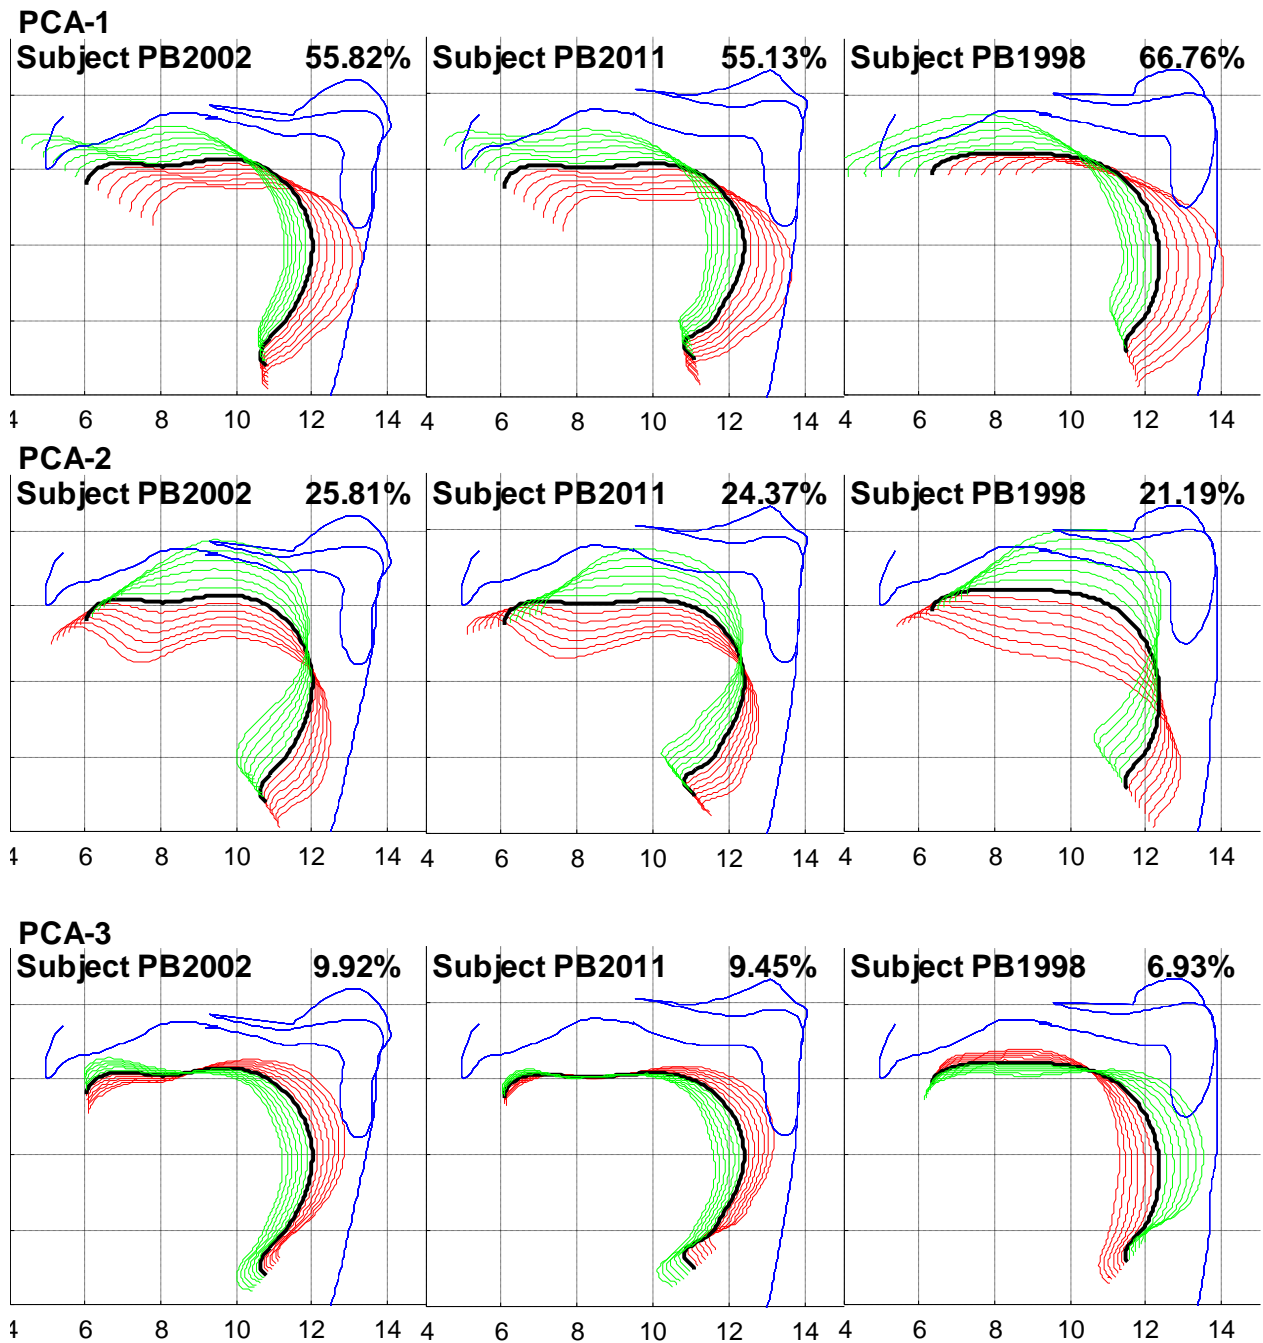 PCA-1
Subject PB2002 55.82% Subject PB2011 55.13% Subject PB1998 66.76%
4 6 8 10 12 14 4 6 8 10 12 14 4 6 8 10 12 14
PCA-2
Subject PB2002 25.81% Subject PB2011 24.37% Subject PB1998 21.19%
4 6 8 10 12 14 4 6 8 10 12 14 4 6 8 10 12 14
PCA-3
Subject PB2002 9.92% Subject PB2011 9.45% Subject PB1998 6.93%
4 6 8 10 12 14 4 6 8 10 12 14 4 6 8 10 12 14